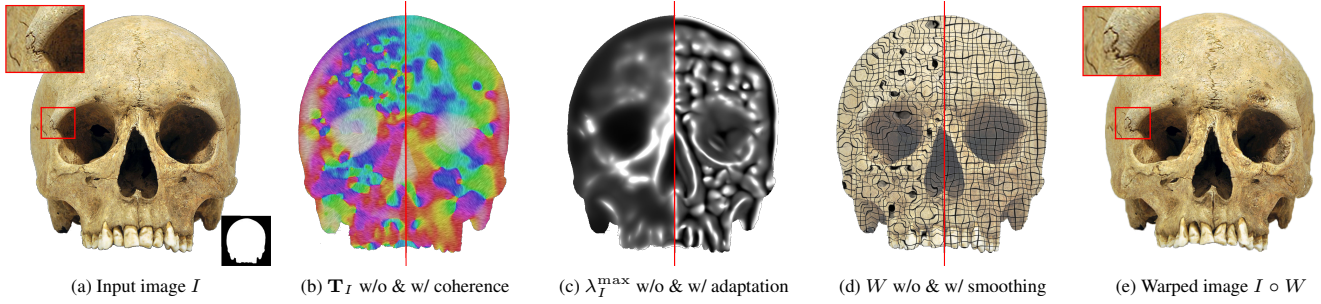 (a) Input image I
(b) T_I w/o & w/ coherence
(c) λ_I^max w/o & w/ adaptation
(d) W w/o & w/ smoothing
(e) Warped image I ∘ W